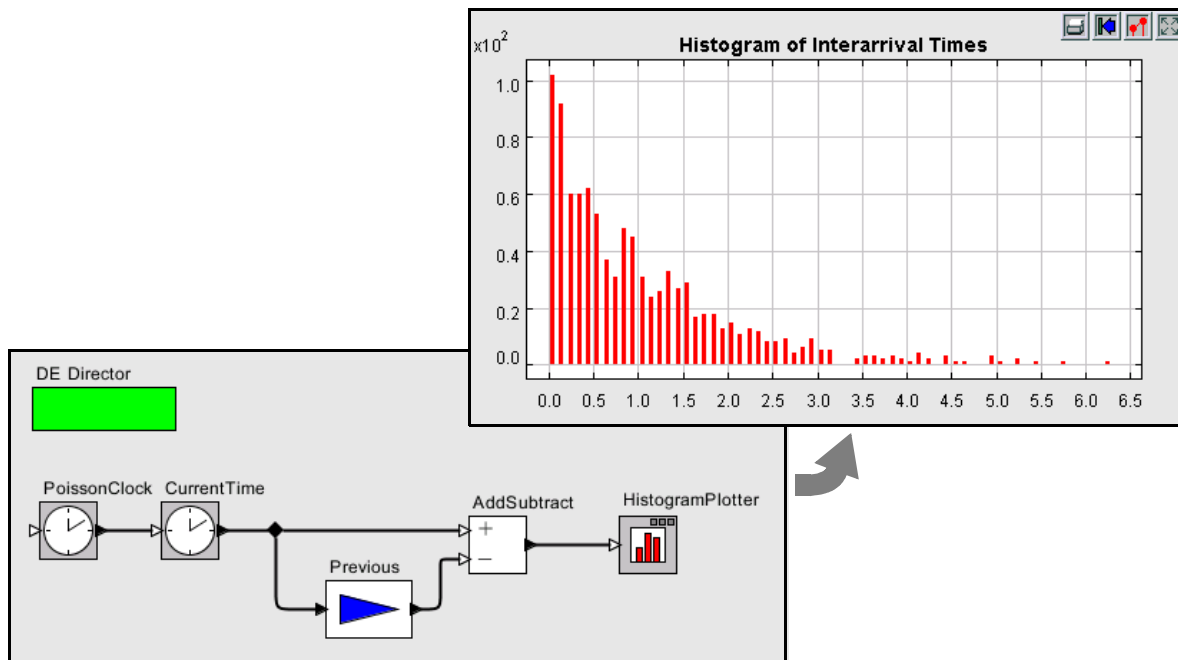 x10²
Histogram of Interarrival Times
1.0
0.8
0.6
0.4
0.2
0.0
0.0 0.5 1.0 1.5 2.0 2.5 3.0 3.5 4.0 4.5 5.0 5.5 6.0 6.5
DE Director
PoissonClock
CurrentTime
AddSubtract
HistogramPlotter
+
−
Previous